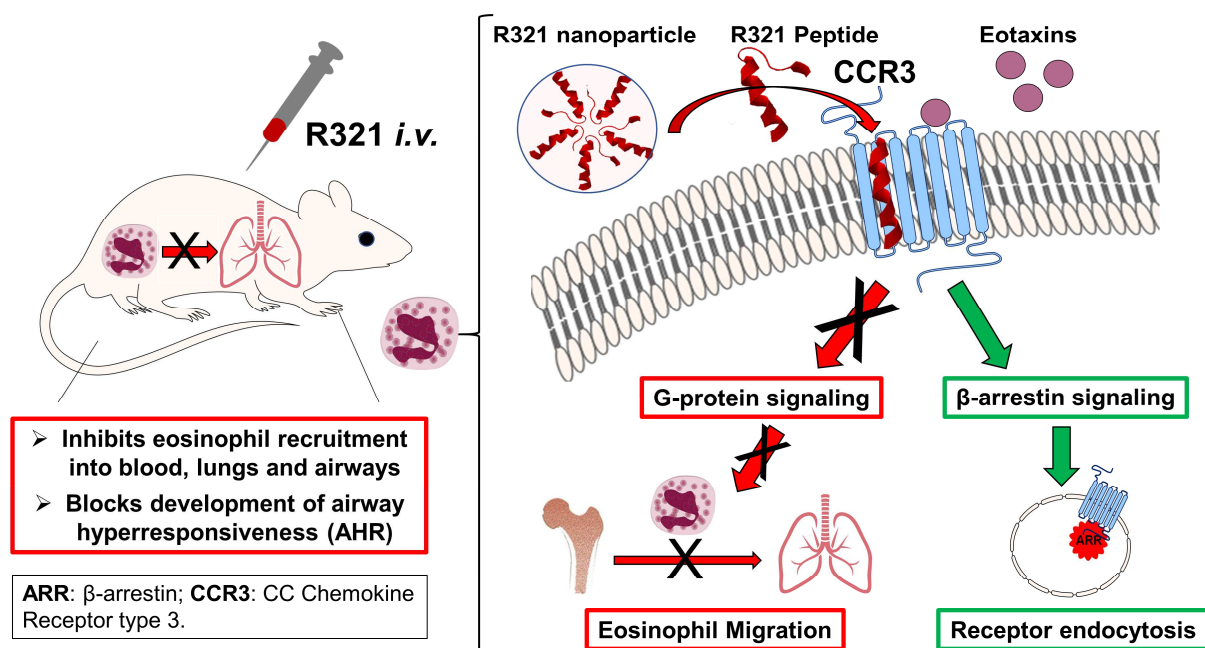 R321 i.v.
➢ Inhibits eosinophil recruitment
into blood, lungs and airways
➢ Blocks development of airway
hyperresponsiveness (AHR)
ARR: β-arrestin; CCR3: CC Chemokine
Receptor type 3.
R321 nanoparticle
R321 Peptide
CCR3
Eotaxins
G-protein signaling
β-arrestin signaling
ARR
Eosinophil Migration
Receptor endocytosis